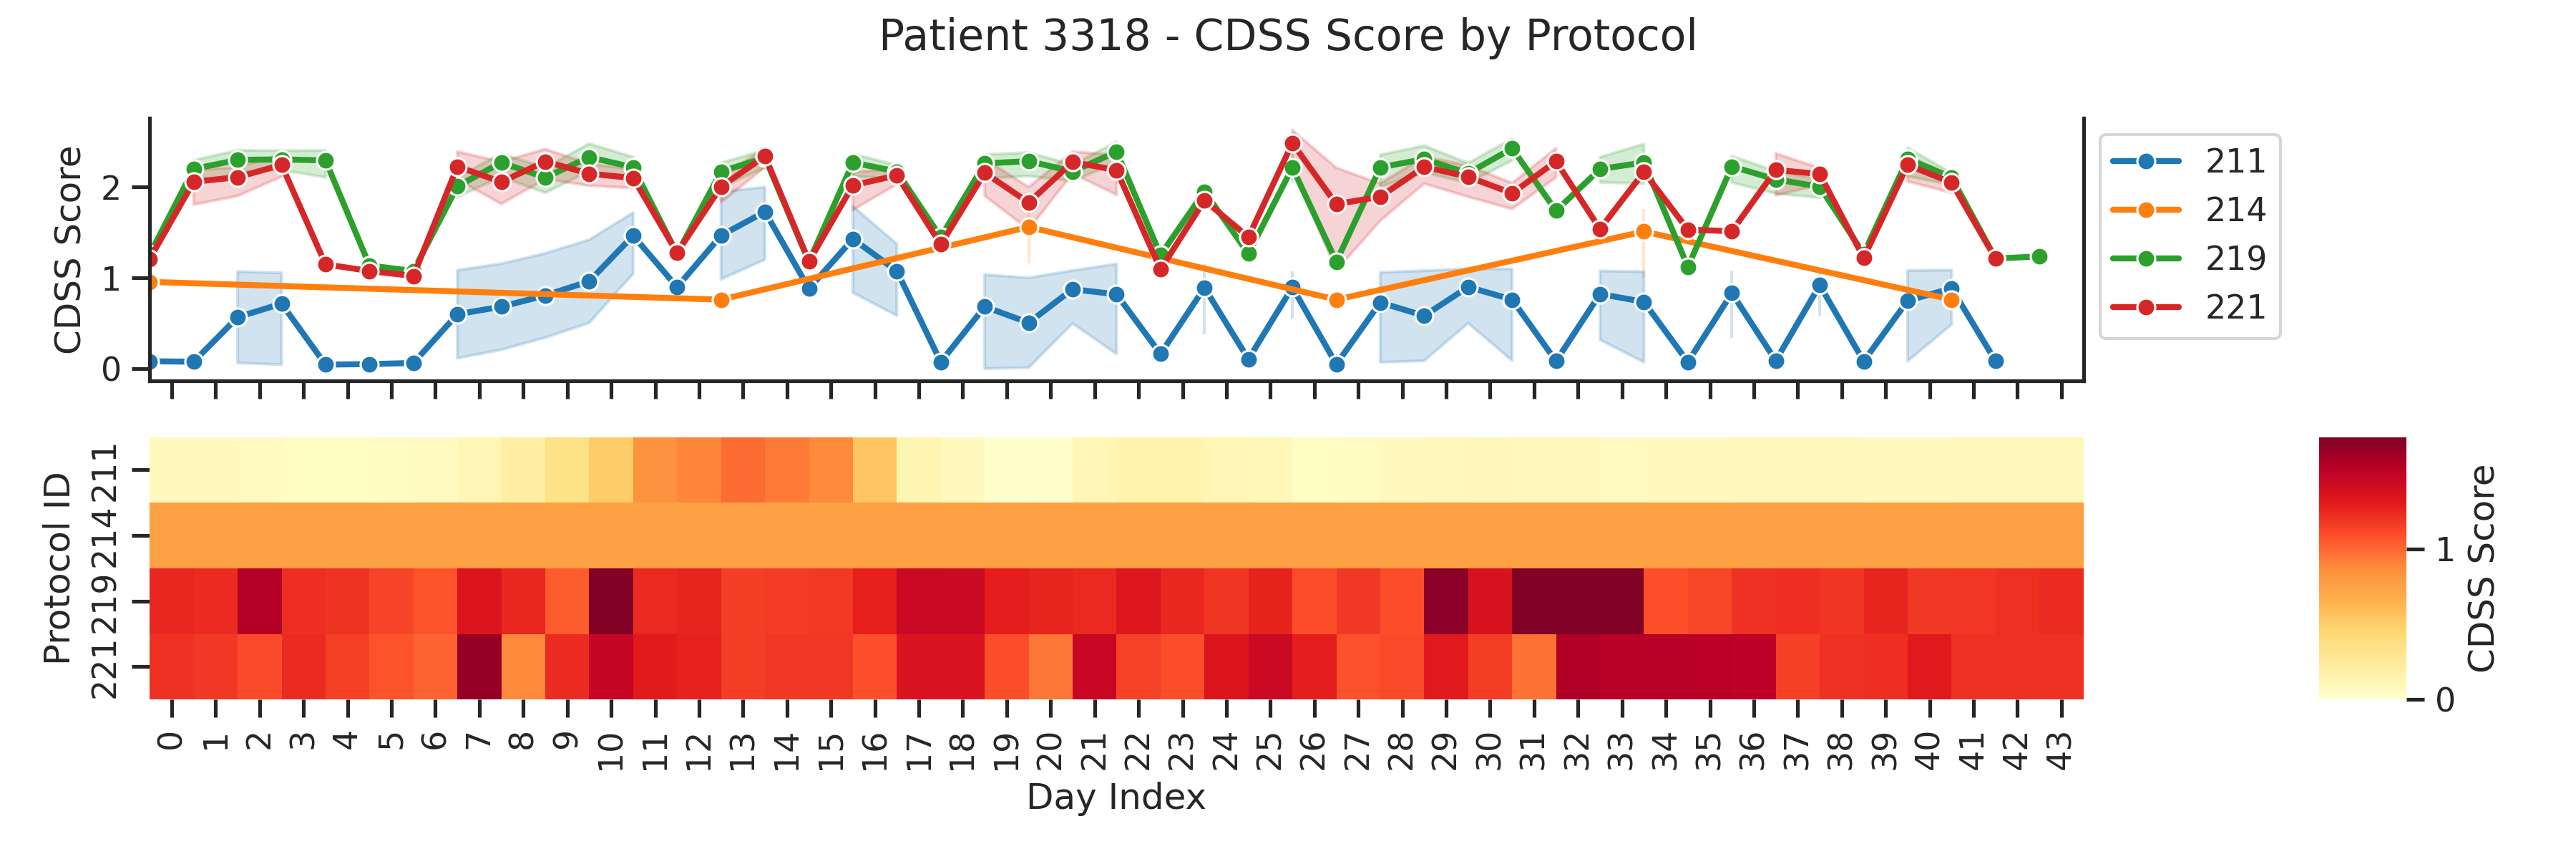 Patient 3318 - CDSS Score by Protocol
CDSS Score
2
1
0
211
214
219
221
Protocol ID
211
214
219
221
0 1 2 3 4 5 6 7 8 9 10 11 12 13 14 15 16 17 18 19 20 21 22 23 24 25 26 27 28 29 30 31 32 33 34 35 36 37 38 39 40 41 42 43
Day Index
1
0
CDSS Score